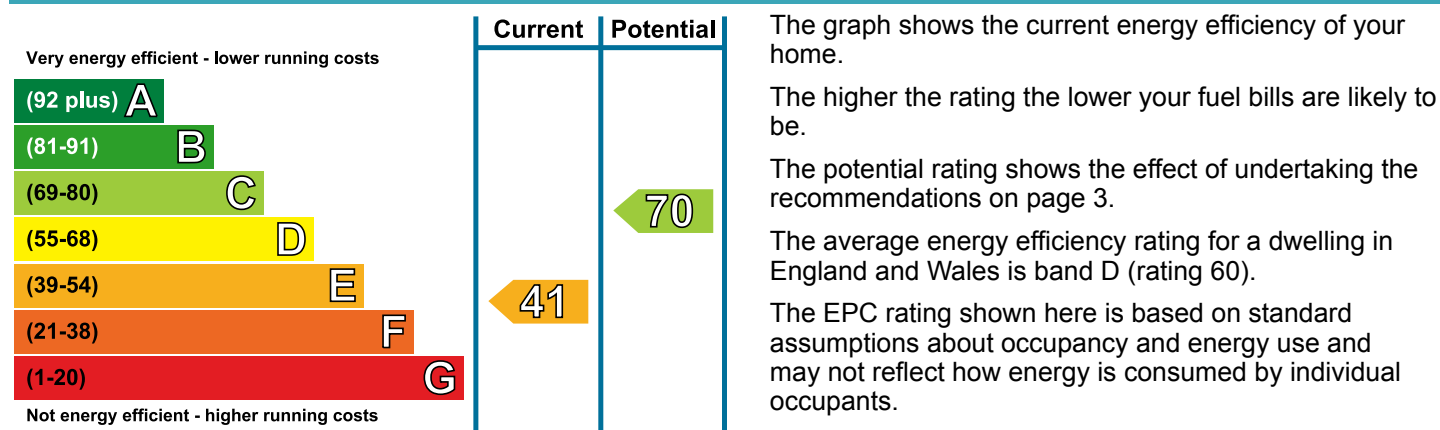 Current Potential
Very energy efficient - lower running costs
(92 plus) A
(81-91) B
(69-80) C
70
(55-68) D
(39-54) E
41
(21-38) F
(1-20) G
Not energy efficient - higher running costs
The graph shows the current energy efficiency of your
home.
The higher the rating the lower your fuel bills are likely to
be.
The potential rating shows the effect of undertaking the
recommendations on page 3.
The average energy efficiency rating for a dwelling in
England and Wales is band D (rating 60).
The EPC rating shown here is based on standard
assumptions about occupancy and energy use and
may not reflect how energy is consumed by individual
occupants.